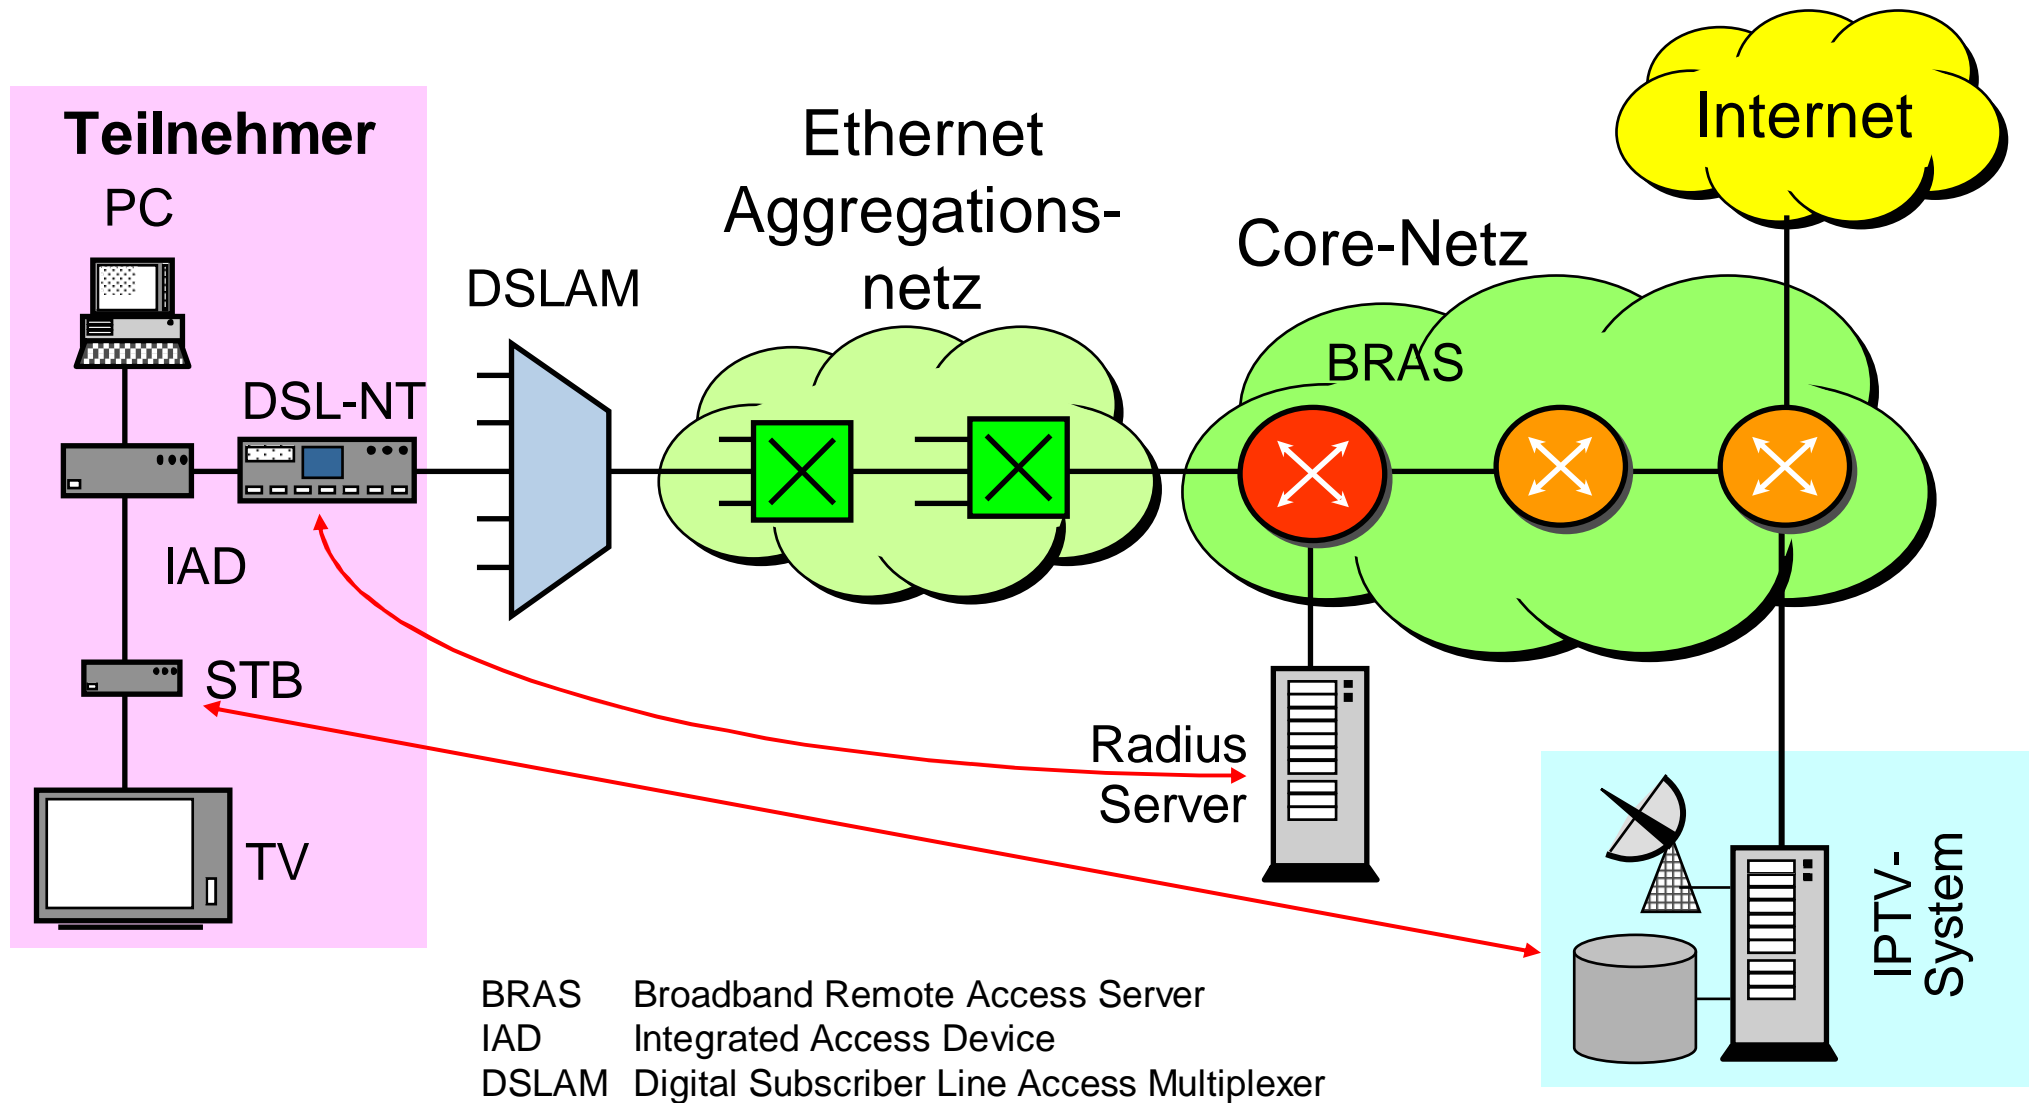 Teilnehmer
PC
DSL-NT
IAD
STB
TV
DSLAM
Ethernet
Aggregations-
netz
Core-Netz
BRAS
Internet
Radius
Server
IPTV-
System
BRAS Broadband Remote Access Server
IAD Integrated Access Device
DSLAM Digital Subscriber Line Access Multiplexer